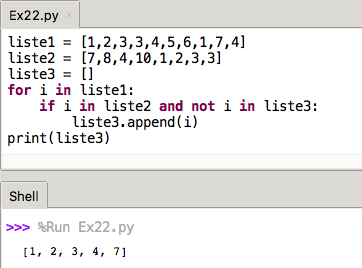 Ex22.py ×
liste1 = [1,2,3,3,4,5,6,1,7,4]
liste2 = [7,8,4,10,1,2,3,3]
liste3 = []
for i in liste1:
    if i in liste2 and not i in liste3:
        liste3.append(i)
print(liste3)
Shell
>>> %Run Ex22.py
[1, 2, 3, 4, 7]